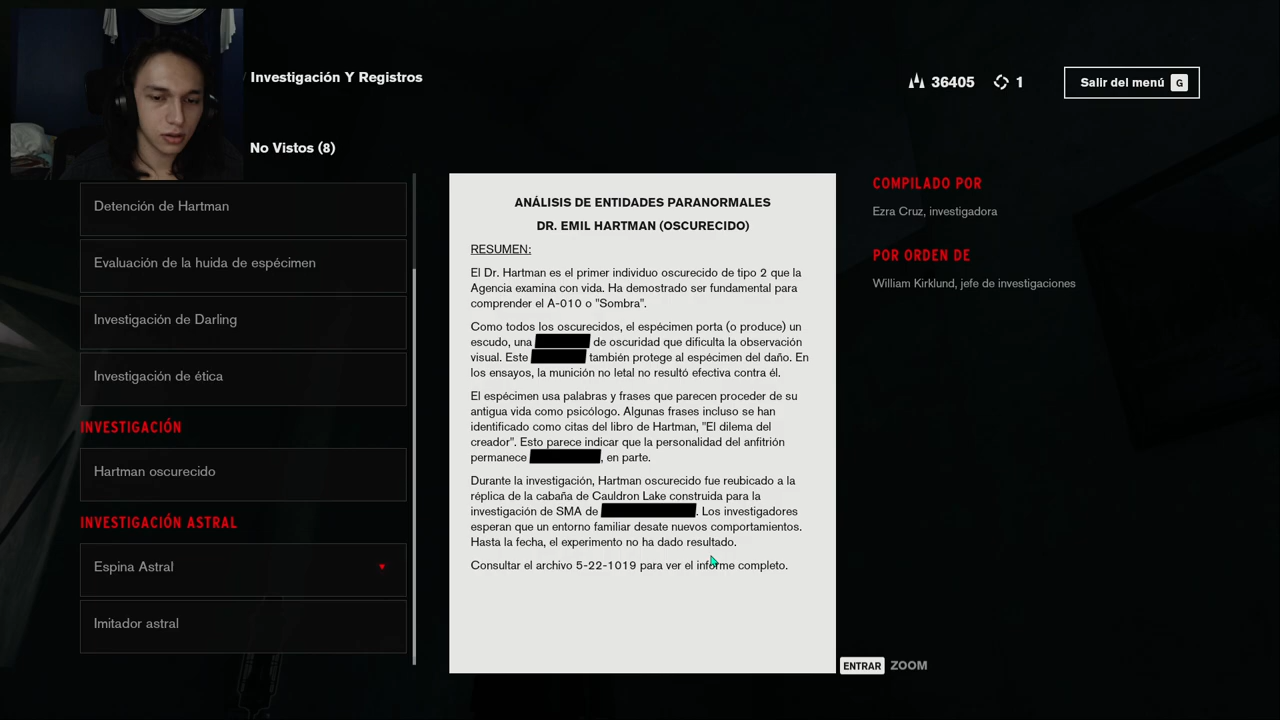 / Investigación Y Registros
36405
1
Salir del menú G
No Vistos (8)
Detención de Hartman
Evaluación de la huida de espécimen
Investigación de Darling
Investigación de ética
INVESTIGACIÓN
Hartman oscurecido
INVESTIGACIÓN ASTRAL
Espina Astral
Imitador astral
ANÁLISIS DE ENTIDADES PARANORMALES
DR. EMIL HARTMAN (OSCURECIDO)
RESUMEN:
El Dr. Hartman es el primer individuo oscurecido de tipo 2 que la
Agencia examina con vida. Ha demostrado ser fundamental para
comprender el A-010 o "Sombra".
Como todos los oscurecidos, el espécimen porta (o produce) un
escudo, una de oscuridad que dificulta la observación
visual. Este también protege al espécimen del daño. En
los ensayos, la munición no letal no resultó efectiva contra él.
El espécimen usa palabras y frases que parecen proceder de su
antigua vida como psicólogo. Algunas frases incluso se han
identificado como citas del libro de Hartman, "El dilema del
creador". Esto parece indicar que la personalidad del anfitrión
permanece , en parte.
Durante la investigación, Hartman oscurecido fue reubicado a la
réplica de la cabaña de Cauldron Lake construida para la
investigación de SMA de . Los investigadores
esperan que un entorno familiar desate nuevos comportamientos.
Hasta la fecha, el experimento no ha dado resultado.
Consultar el archivo 5-22-1019 para ver el informe completo.
COMPILADO POR
Ezra Cruz, investigadora
POR ORDEN DE
William Kirklund, jefe de investigaciones
ENTRAR ZOOM